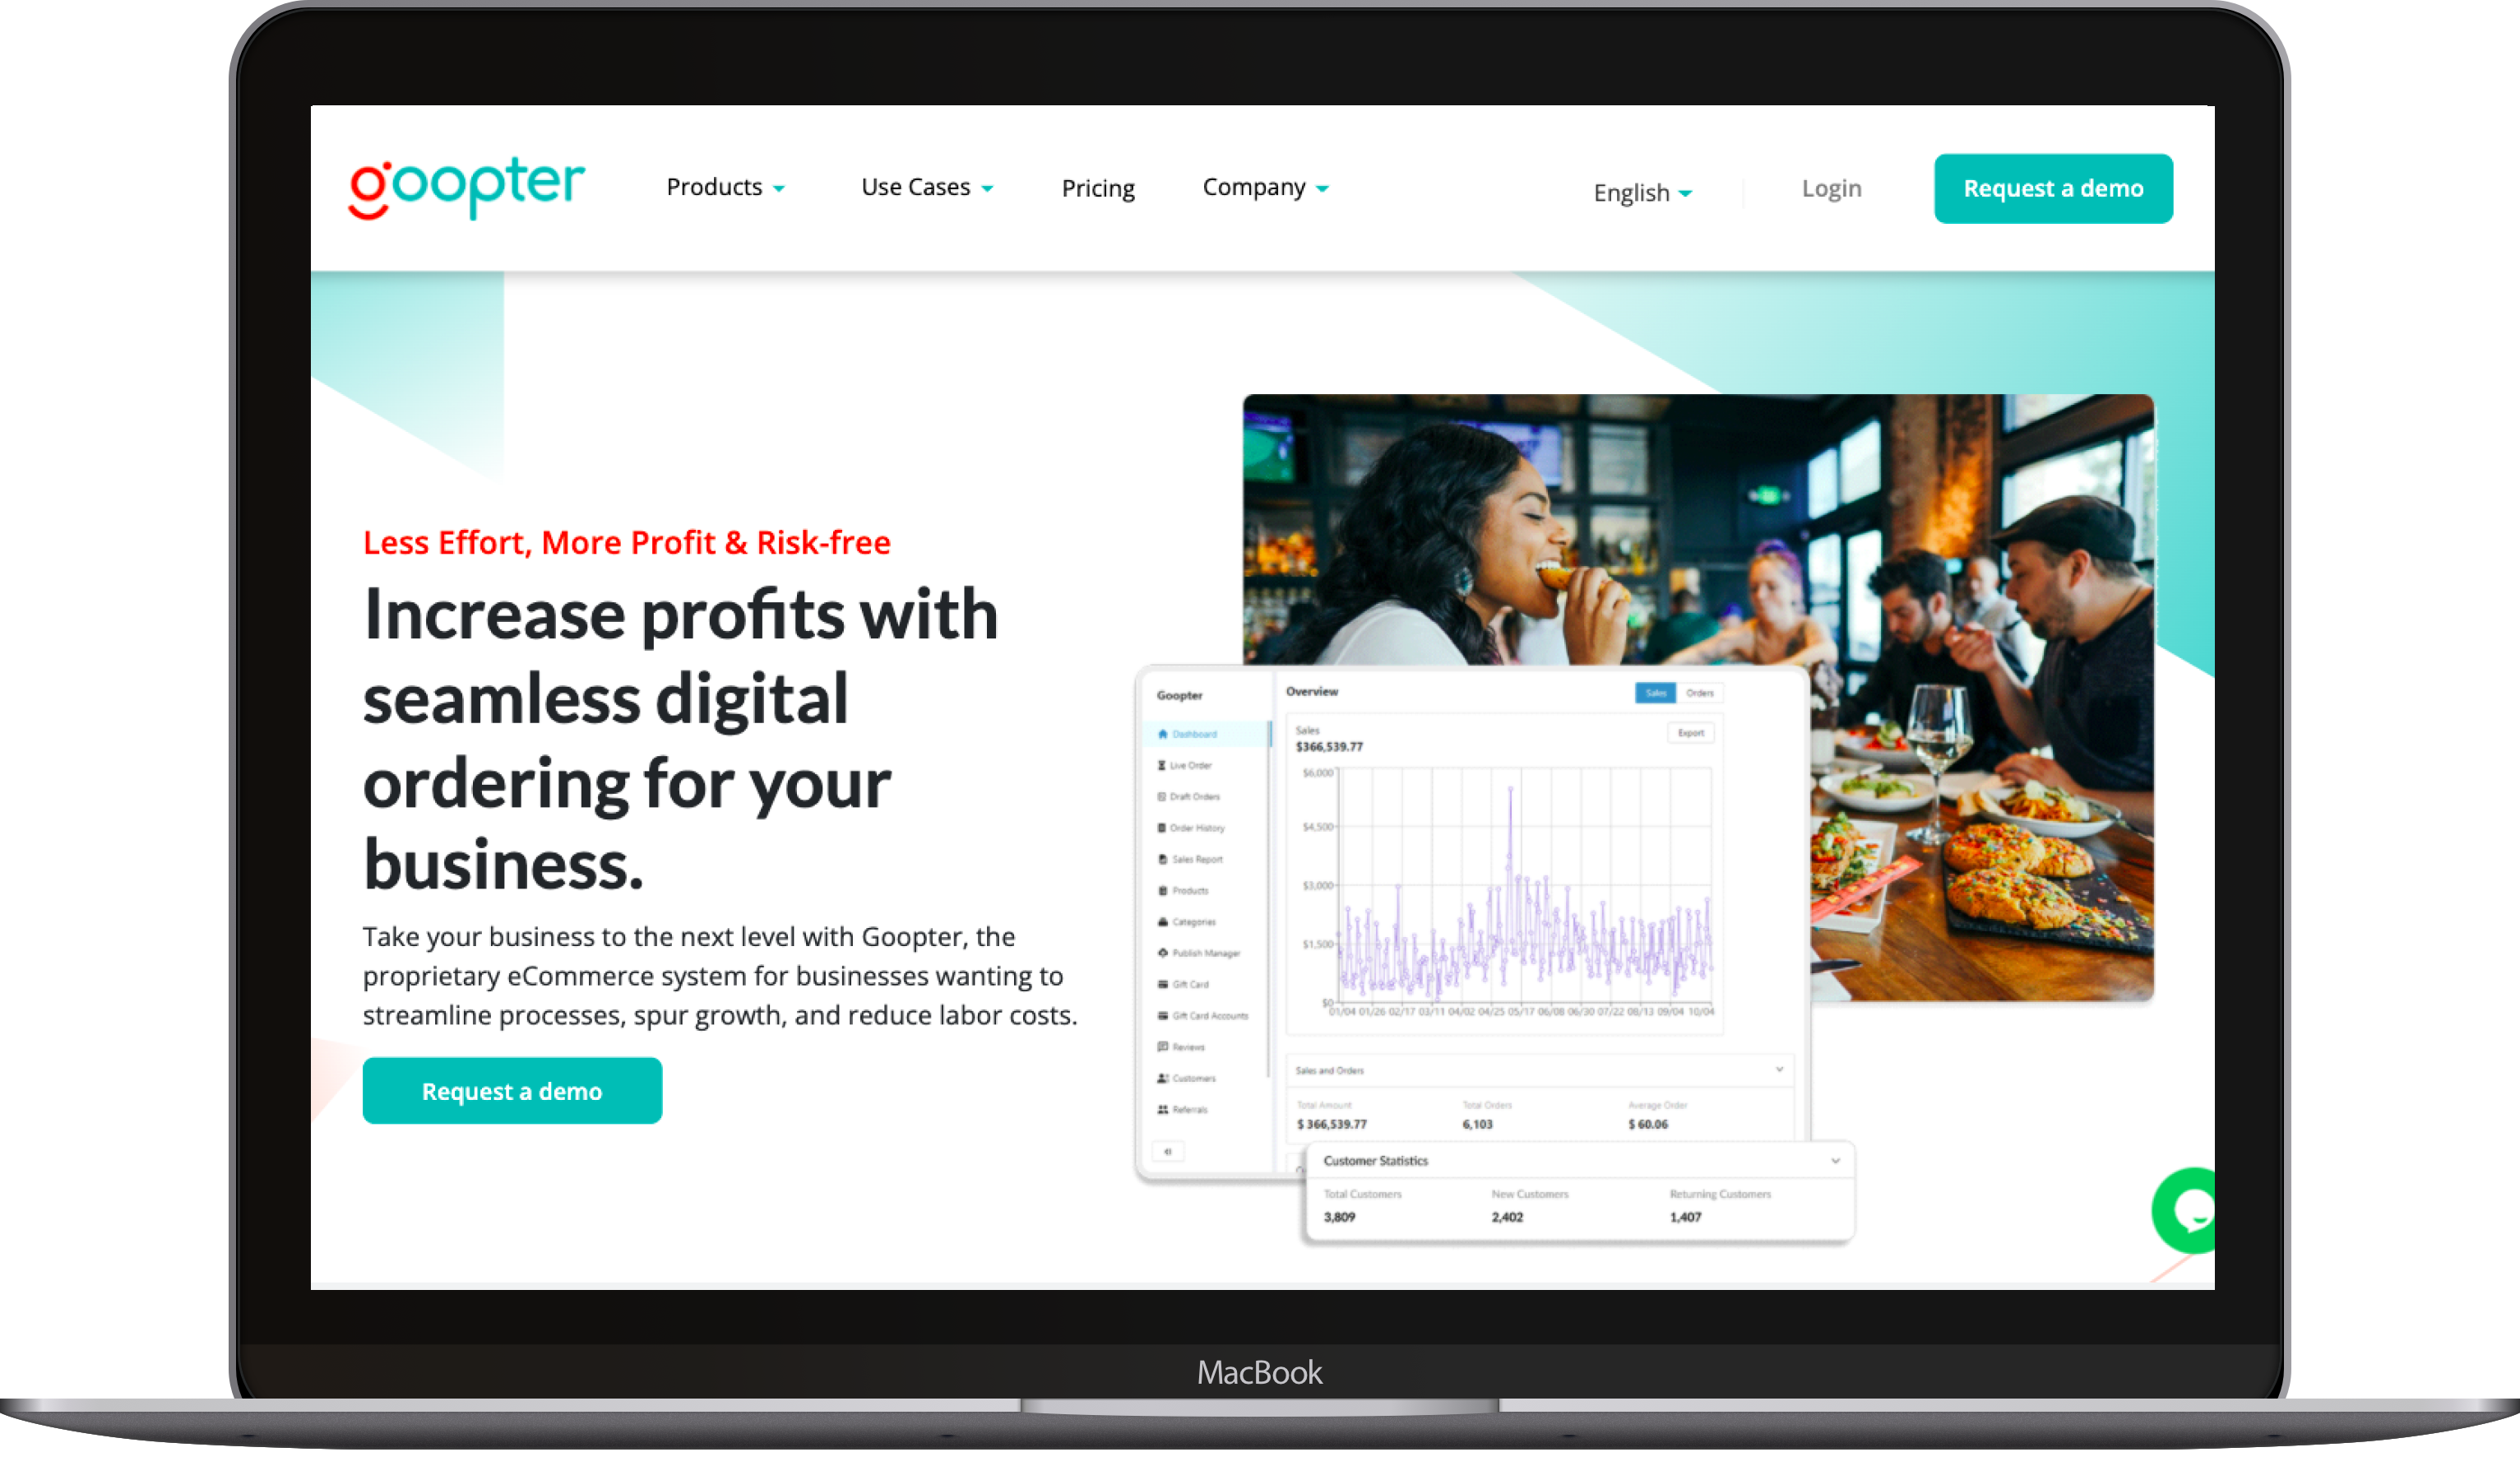 goopter
Products
Use Cases
Pricing
Company
English
Login
Request a demo
Less Effort, More Profit & Risk-free
Increase profits with
seamless digital
ordering for your
business.
Take your business to the next level with Goopter, the
proprietary eCommerce system for businesses wanting to
streamline processes, spur growth, and reduce labor costs.
Request a demo
Goopter
Dashboard
Live Order
Draft Orders
Order History
Sales Report
Products
Categories
Publish Manager
Gift Card
Gift Card Accounts
Reviews
Customers
Referrals
Overview
Sales Orders
Sales
$366,539.77
Export
$6,000
$4,500
$3,000
$1,500
$0
01/04 01/26 02/17 03/11 04/02 04/25 05/17 06/08 06/30 07/22 08/13 09/04 10/04
Sales and Orders
Total Amount Total Orders Average Order
$ 366,539.77 6,103 $ 60.06
Customer Statistics
Total Customers New Customers Returning Customers
3,809 2,402 1,407
MacBook